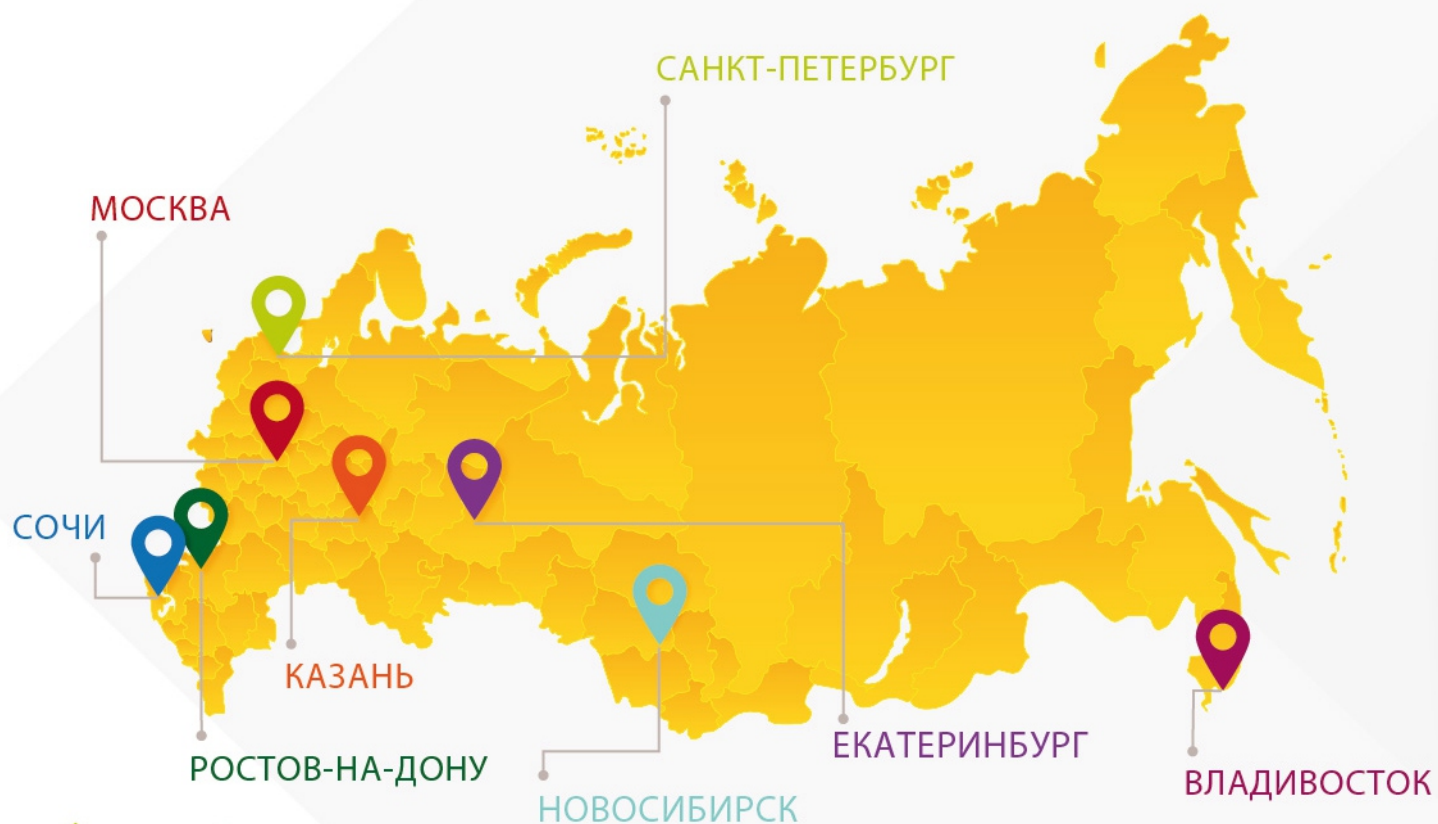 САНКТ-ПЕТЕРБУРГ
МОСКВА
СОЧИ
КАЗАНЬ
РОСТОВ-НА-ДОНУ
НОВОСИБИРСК
ЕКАТЕРИНБУРГ
ВЛАДИВОСТОК